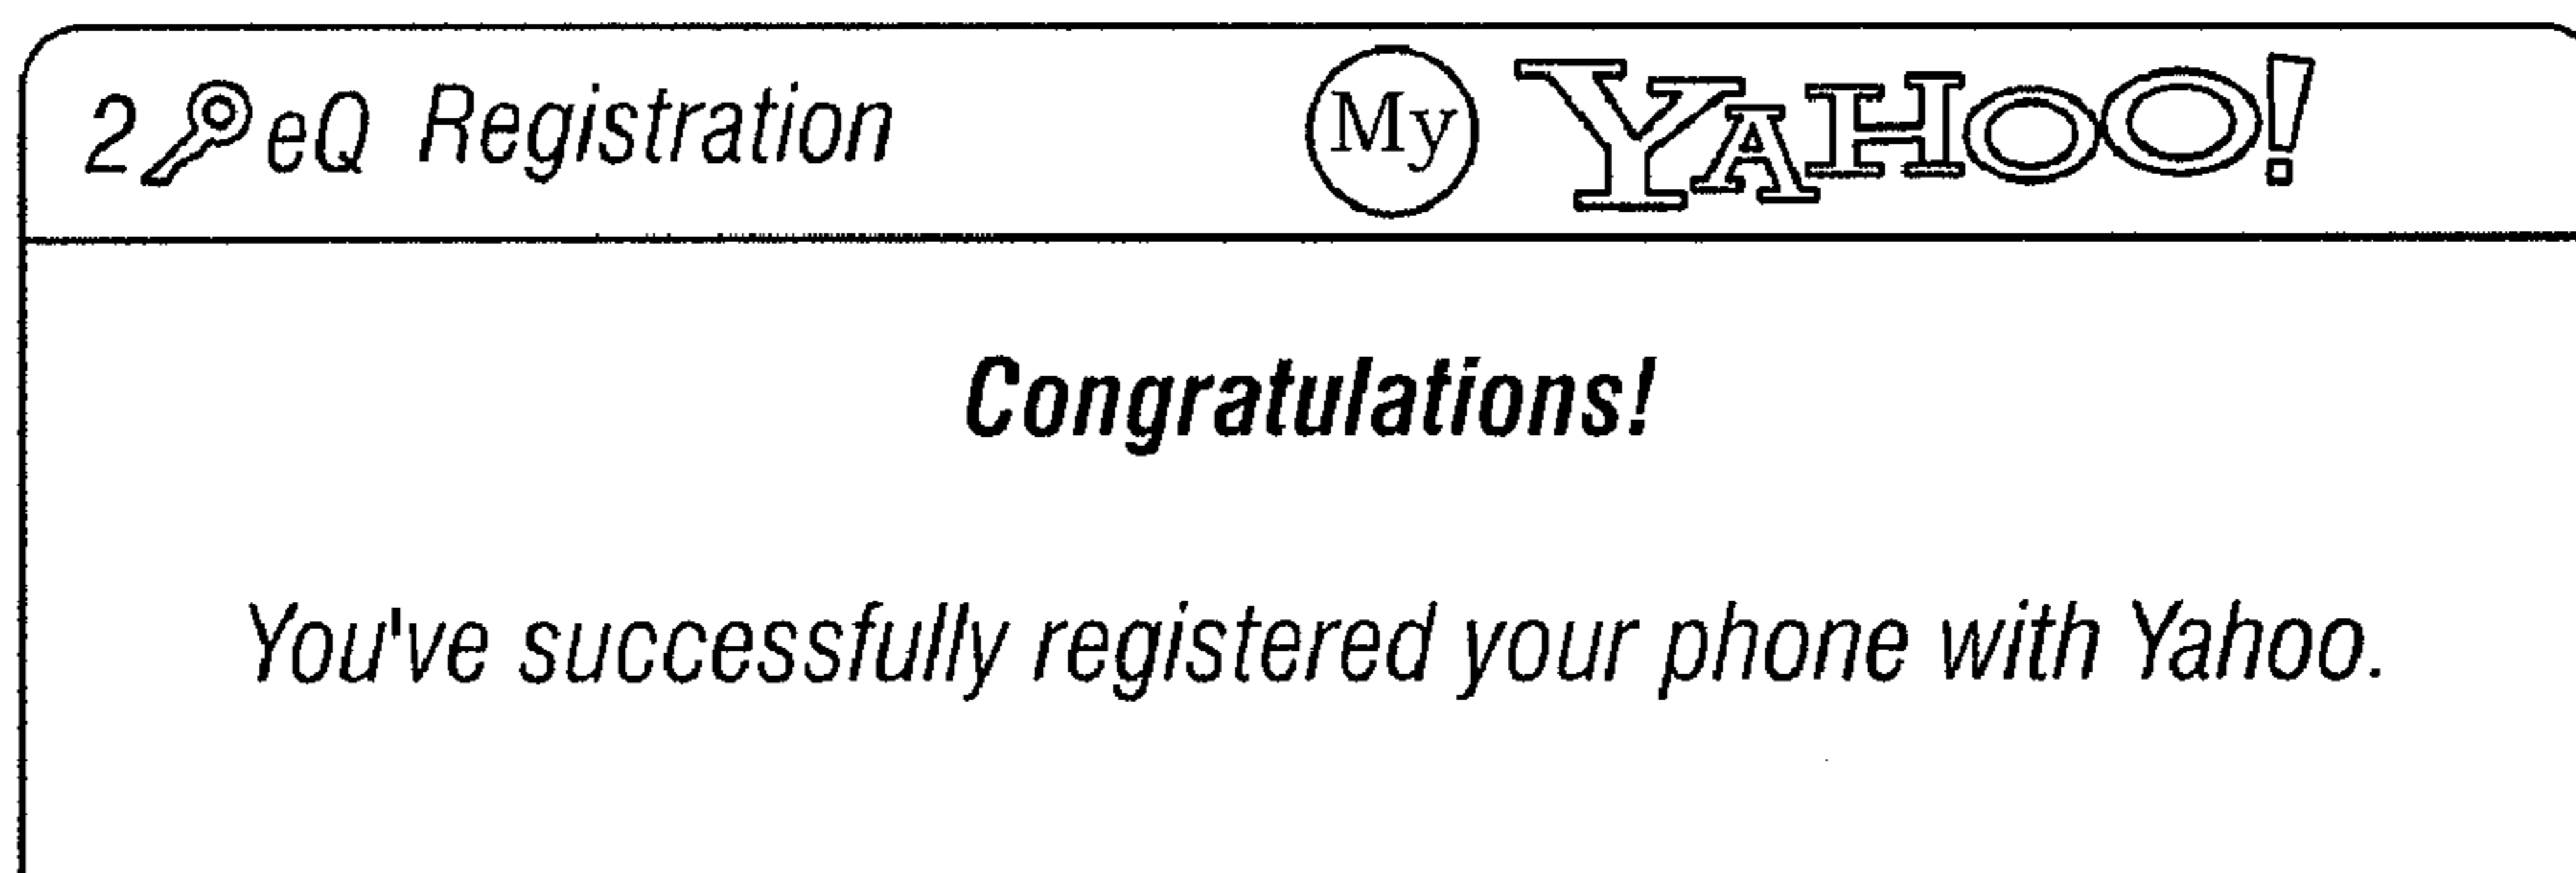 2 eQ Registration My YAHOO!
Congratulations!
You've successfully registered your phone with Yahoo.